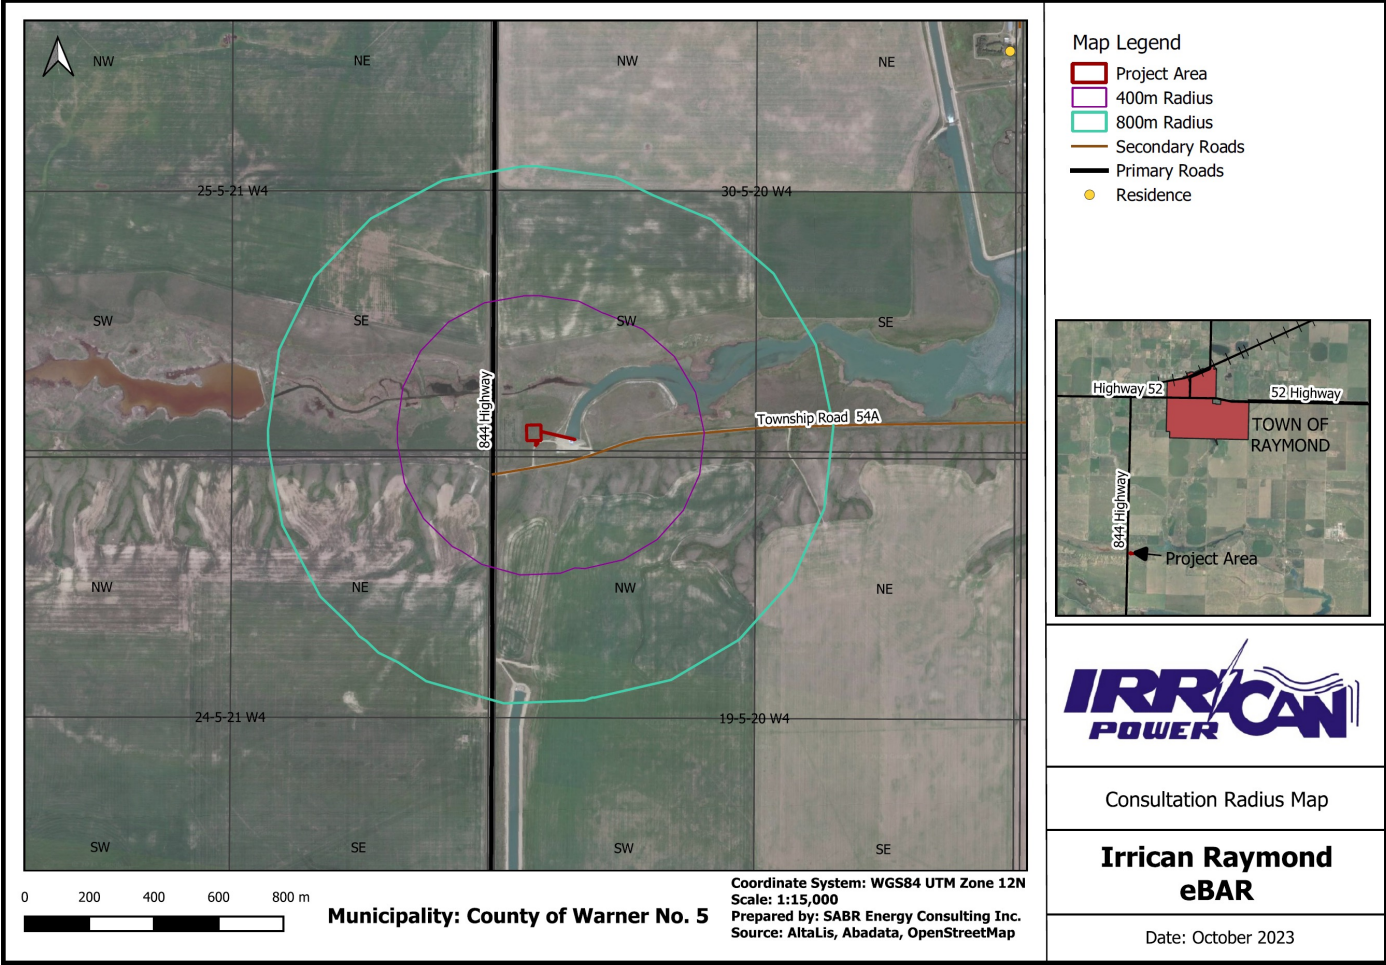 NW
NE
NW
NE
25-5-21 W4
30-5-20 W4
SW
SE
SW
SE
844 Highway
Township Road 54A
NW
NE
NW
NE
24-5-21 W4
19-5-20 W4
SW
SE
SW
SE
0 200 400 600 800 m
Municipality: County of Warner No. 5
Coordinate System: WGS84 UTM Zone 12N
Scale: 1:15,000
Prepared by: SABR Energy Consulting Inc.
Source: AltaLis, Abadata, OpenStreetMap
Map Legend
Project Area
400m Radius
800m Radius
Secondary Roads
Primary Roads
Residence
Highway 52
52 Highway
TOWN OF
RAYMOND
844 Highway
Project Area
IRRICAN
POWER
Consultation Radius Map
Irrican Raymond
eBAR
Date: October 2023